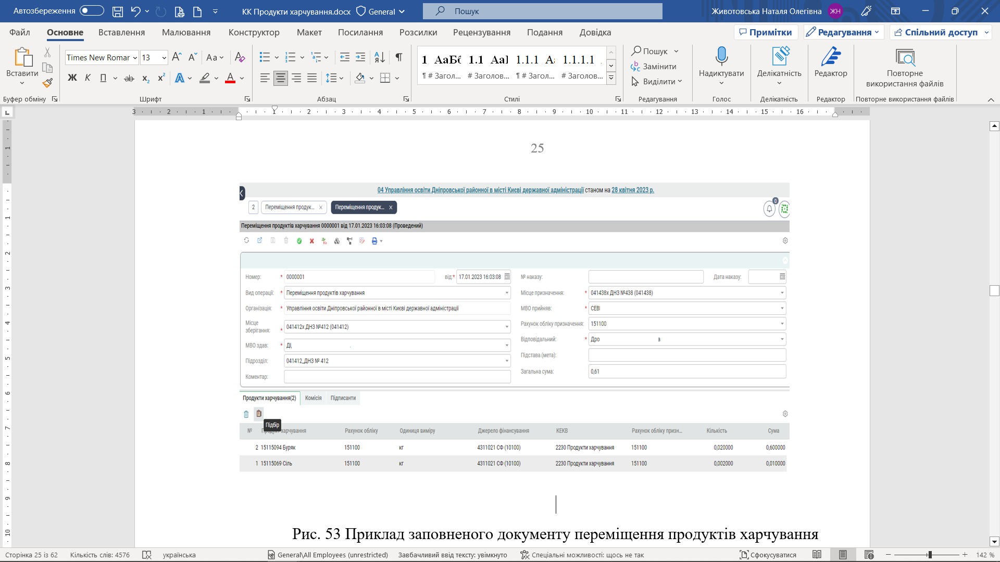 Автозбереження КК Продукти харчування.docx General Пошук Животовська Наталя Олегівна ЖН
Файл Основне Вставлення Малювання Конструктор Макет Посилання Розсилки Рецензування Подання Довідка Примітки Редагування Спільний доступ
Вставити
Times New Roman 13 Aa
Ж К П ab x₂ x² A A
АаБб 1.1 АаІ 1.1.1 Аа 1.1.1.1
¶ # Загол... # Заголов... ¶ # Загол... # Заголов...
Пошук
Замінити
Виділити
Надиктувати Делікатність Редактор Повторне
використання файлів
Буфер обміну Шрифт Абзац Стилі Редагування Голос Делікатність Редактор Повторне використання файлів
3 2 1 1 2 3 4 5 6 7 8 9 10 11 12 13 14 15 16
25
04 Управління освіти Дніпровської районної в місті Києві державної адміністрації станом на 28 квітня 2023 р.
2 Переміщення продук... x Переміщення продук... x 0
Переміщення продуктів харчування 0000001 від 17.01.2023 16:03:08 (Проведений)
Номер: * 0000001 від:* 17.01.2023 16:03:08 № наказу: Дата наказу:
Вид операції: * Переміщення продуктів харчування Місце призначення: * 041438х ДНЗ №438 (041438)
Організація: * Управління освіти Дніпровської районної в місті Києві державної адміністрації МВО прийняв: * СЕВ
Місце
зберігання: * 041412х ДНЗ №412 (041412) Рахунок обліку призначення: 151100
МВО здав: * Відповідальний: * Дро а
Підрозділ: 041412_ДНЗ № 412 Підстава (мета):
Коментар: Загальна сума: 0,61
Продукти харчування(2) Комісія Підписанти
Підбір
№ Продукт харчування Рахунок обліку Одиниця виміру Джерело фінансування КЕКВ Рахунок обліку призн... Кількість Сума
2 15115094 Буряк 151100 кг 4311021 СФ (10100) 2230 Продукти харчування 151100 0,020000 0,600000
1 15115069 Сіль 151100 кг 4311021 СФ (10100) 2230 Продукти харчування 151100 0,002000 0,010000
Рис. 53 Приклад заповненого документу переміщення продуктів харчування
Сторінка 25 із 62 Кількість слів: 4576 українська General\All Employees (unrestricted) Завбачливий ввід тексту: увімкнуто Спеціальні можливості: щось не так Сфокусуватися 142 %